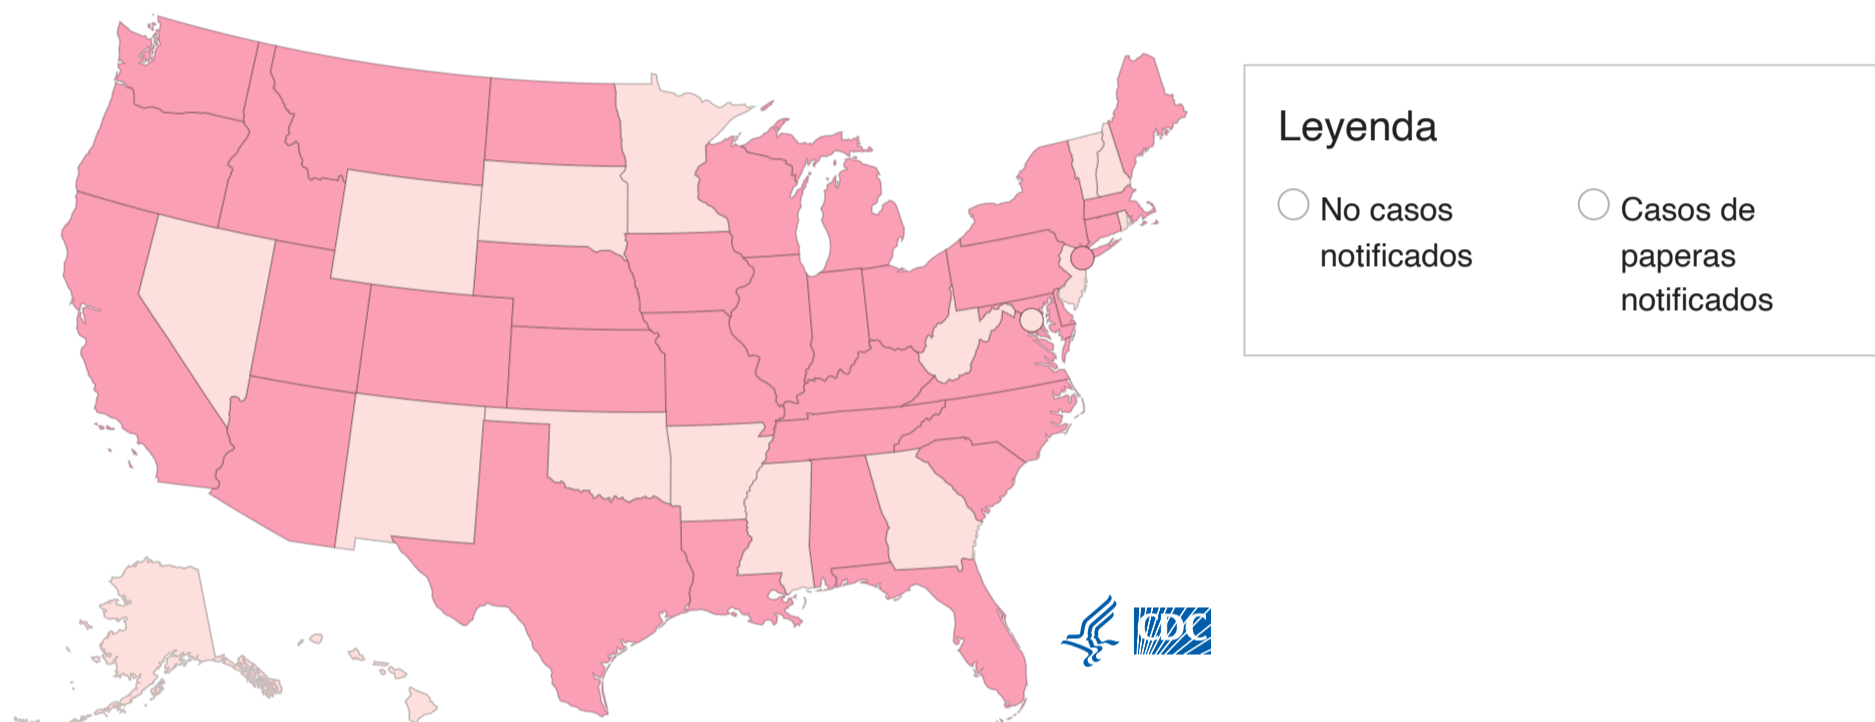 Leyenda
No casos
notificados
Casos de
paperas
notificados
CDC